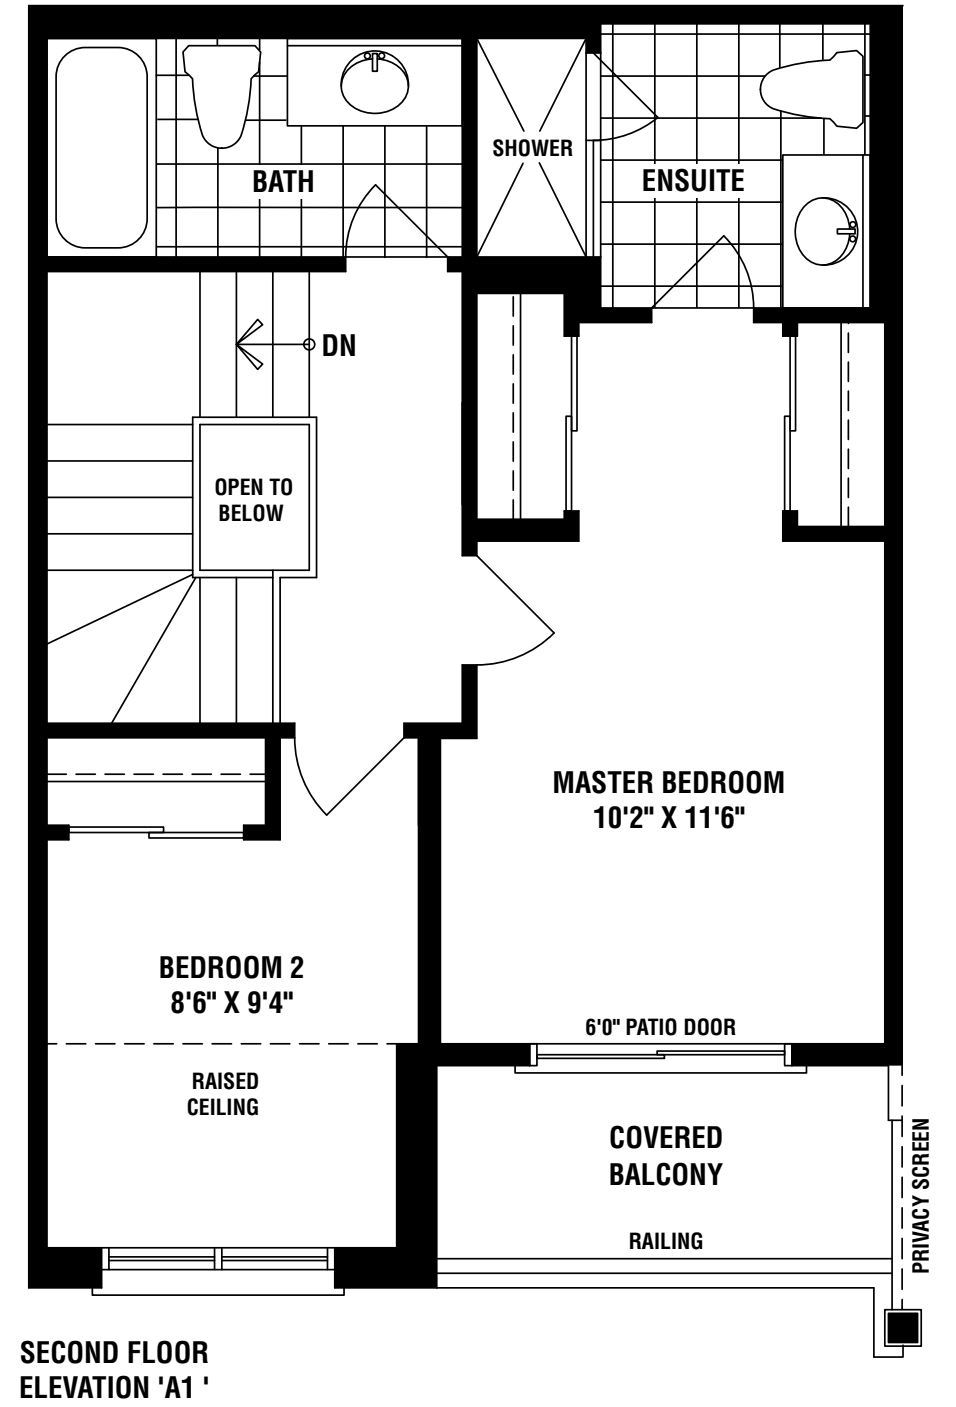 SHOWER
BATH
ENSUITE
DN
OPEN TO
BELOW
MASTER BEDROOM
10'2" X 11'6"
BEDROOM 2
8'6" X 9'4"
6'0" PATIO DOOR
RAISED
CEILING
COVERED
BALCONY
PRIVACY SCREEN
RAILING
SECOND FLOOR
ELEVATION 'A1 '